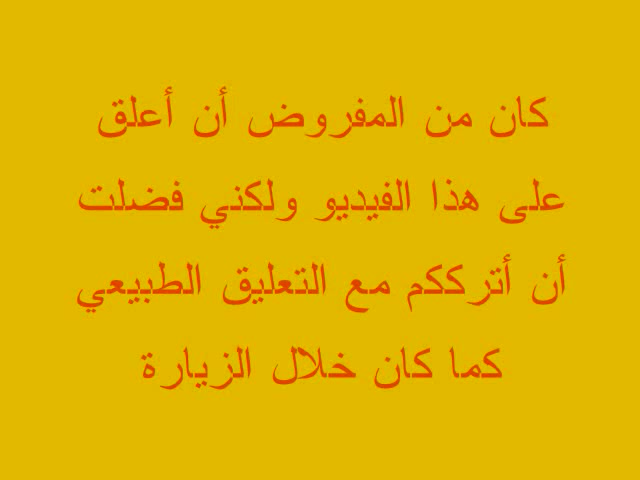 كان من المفروض أن أعلق
على هذا الفيديو ولكني فضلت
أن أترككم مع التعليق الطبيعي
كما كان خلال الزيارة